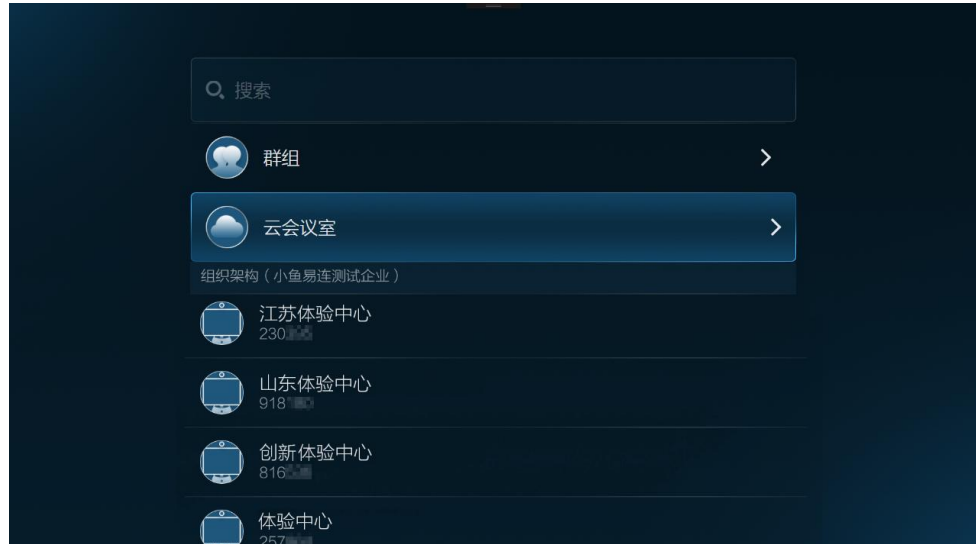 搜索
群组
云会议室
组织架构（小鱼易连测试企业）
江苏体验中心
230
山东体验中心
918
创新体验中心
816
体验中心
257